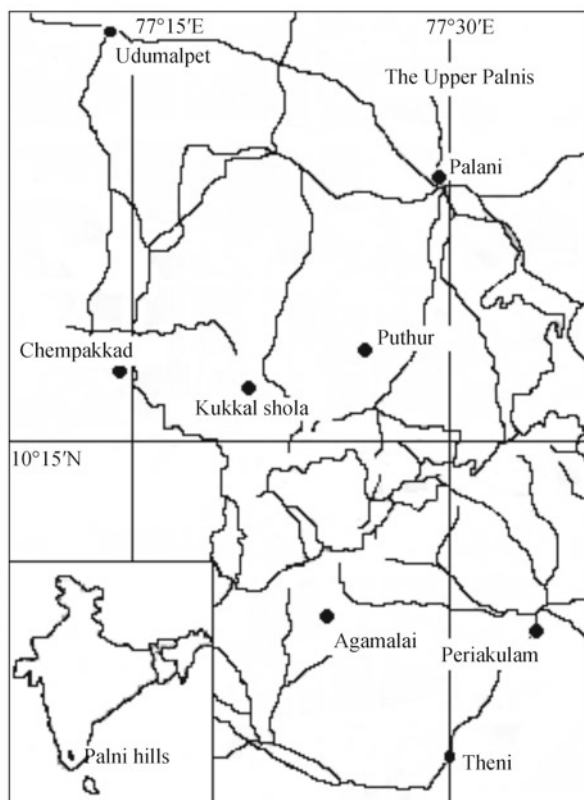 77°15′E
77°30′E
Udumalpet
The Upper Palnis
Palani
Puthur
Chempakkad
Kukkal shola
10°15′N
Agamalai
Periakulam
Palni hills
Theni